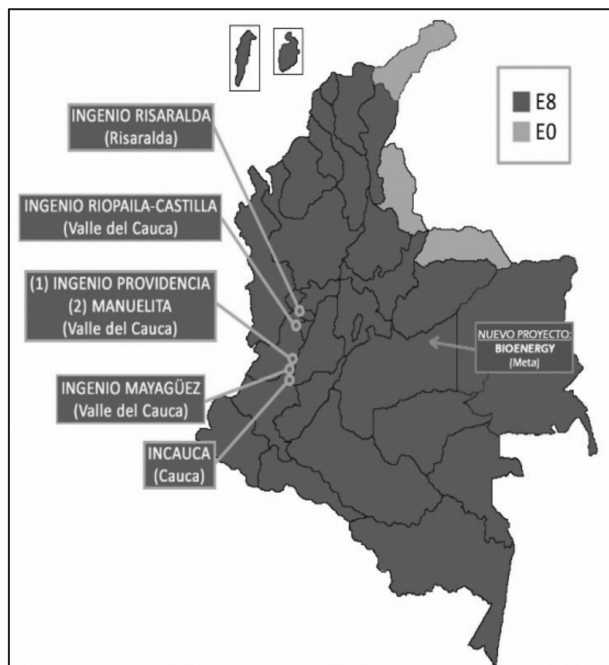 E8
E0
INGENIO RISARALDA
(Risaralda)
INGENIO RIOPAILA-CASTILLA
(Valle del Cauca)
(1) INGENIO PROVIDENCIA
(2) MANUELITA
(Valle del Cauca)
NUEVO PROYECTO:
BIOENERGY
(Meta)
INGENIO MAYAGÜEZ
(Valle del Cauca)
INCAUCA
(Cauca)